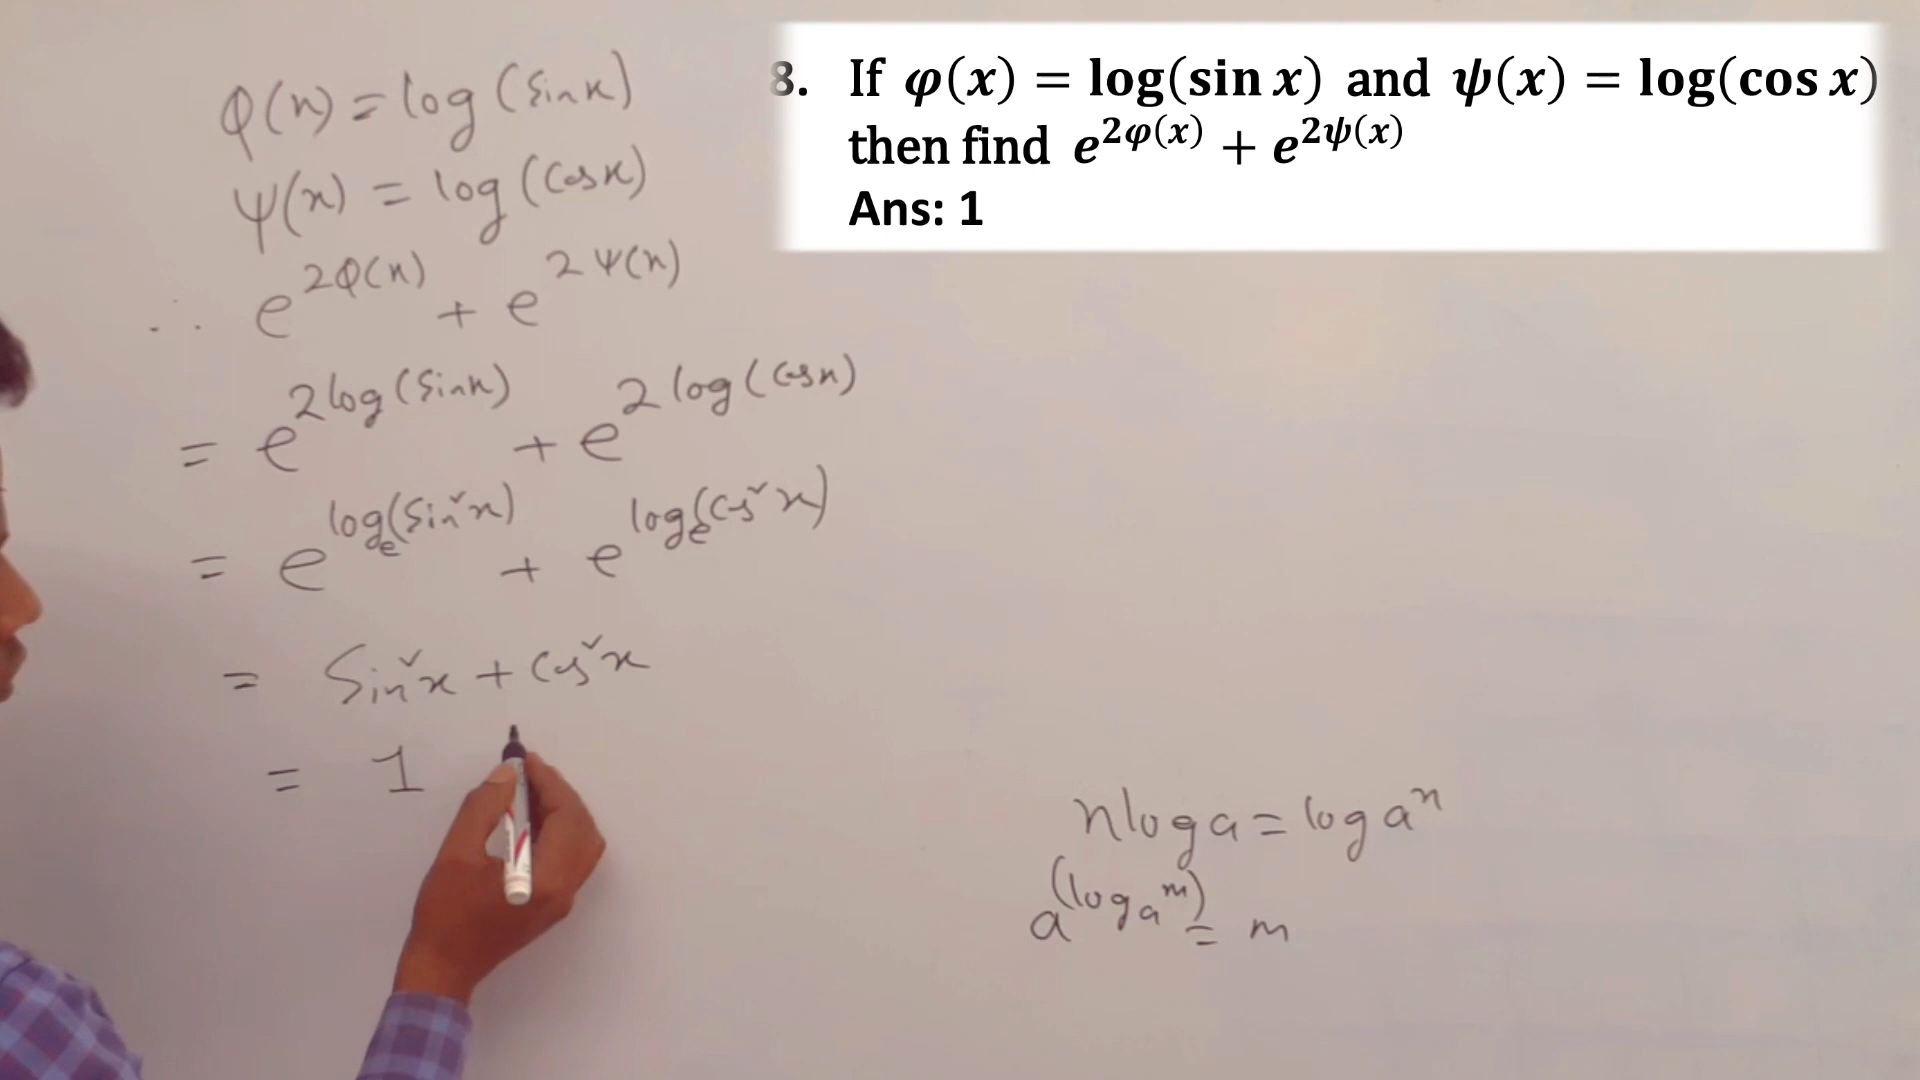 8. If φ(x) = log(sin x) and ψ(x) = log(cos x)
then find e^{2φ(x)} + e^{2ψ(x)}
Ans: 1
φ(x) = log (sin x)
ψ(x) = log (cos x)
∴ e^{2φ(x)} + e^{2ψ(x)}
= e^{2 log (sin x)} + e^{2 log (cos x)}
= e^{log_e (sin²x)} + e^{log_e (cos²x)}
= sin²x + cos²x
= 1
n log a = log a^n
a^{(log_a m)} = m